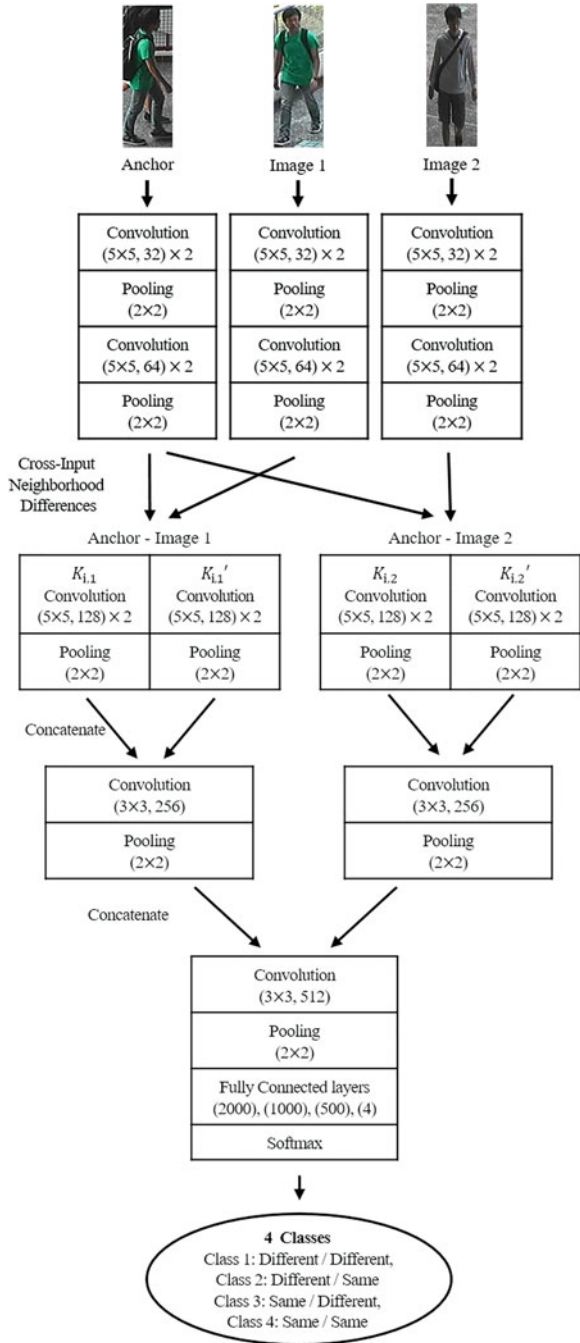 Anchor
Image 1
Image 2
Convolution
(5×5, 32) × 2
Pooling
(2×2)
Convolution
(5×5, 64) × 2
Pooling
(2×2)
Convolution
(5×5, 32) × 2
Pooling
(2×2)
Convolution
(5×5, 64) × 2
Pooling
(2×2)
Convolution
(5×5, 32) × 2
Pooling
(2×2)
Convolution
(5×5, 64) × 2
Pooling
(2×2)
Cross-Input
Neighborhood
Differences
Anchor - Image 1
K_{i.1}
Convolution
(5×5, 128) × 2
Pooling
(2×2)
K_{i.1}'
Convolution
(5×5, 128) × 2
Pooling
(2×2)
Anchor - Image 2
K_{i.2}
Convolution
(5×5, 128) × 2
Pooling
(2×2)
K_{i.2}'
Convolution
(5×5, 128) × 2
Pooling
(2×2)
Concatenate
Convolution
(3×3, 256)
Pooling
(2×2)
Convolution
(3×3, 256)
Pooling
(2×2)
Concatenate
Convolution
(3×3, 512)
Pooling
(2×2)
Fully Connected layers
(2000), (1000), (500), (4)
Softmax
4 Classes
Class 1: Different / Different,
Class 2: Different / Same
Class 3: Same / Different,
Class 4: Same / Same